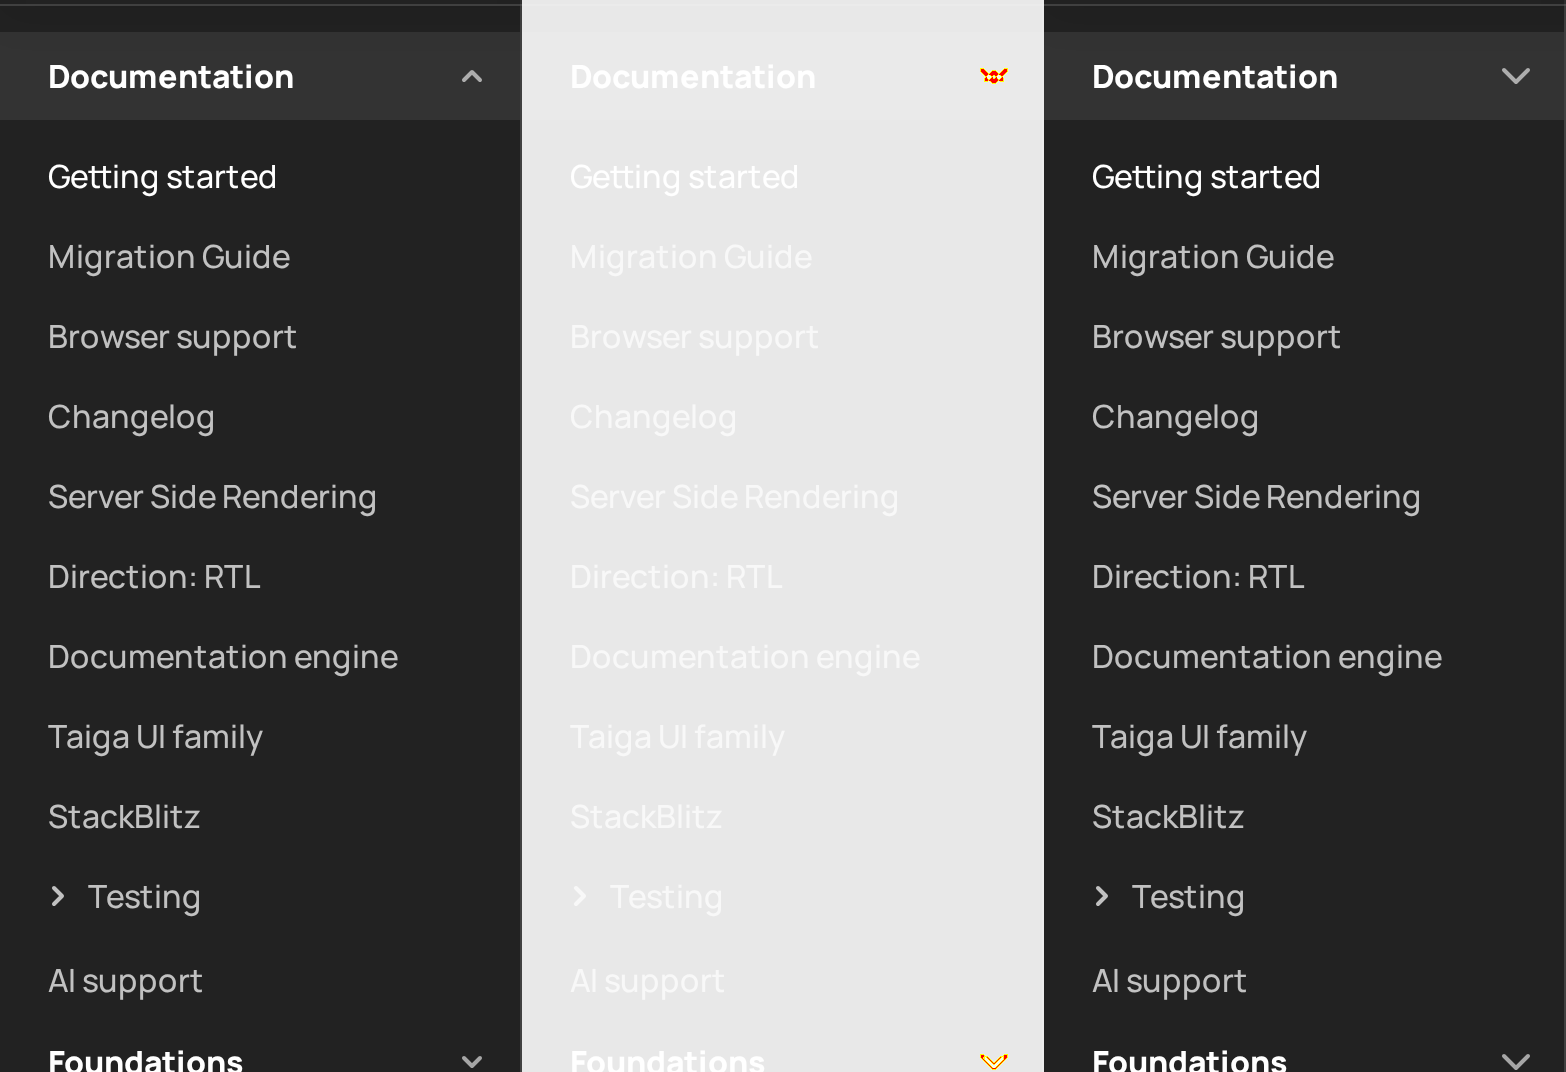 Documentation
Getting started
Migration Guide
Browser support
Changelog
Server Side Rendering
Direction: RTL
Documentation engine
Taiga UI family
StackBlitz
Testing
AI support
Foundations
Documentation
Getting started
Migration Guide
Browser support
Changelog
Server Side Rendering
Direction: RTL
Documentation engine
Taiga UI family
StackBlitz
Testing
AI support
Foundations
Documentation
Getting started
Migration Guide
Browser support
Changelog
Server Side Rendering
Direction: RTL
Documentation engine
Taiga UI family
StackBlitz
Testing
AI support
Foundations